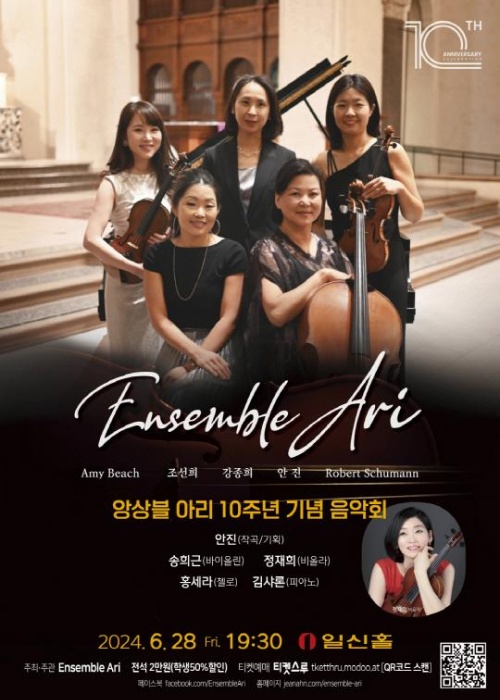 10TH
ANNIVERSARY
CELEBRATION
Ensemble Ari
Amy Beach 조선희 강종희 안 진 Robert Schumann
앙상블 아리 10주년 기념 음악회
안진(작곡/기획)
송희근(바이올린) 정재희(비올라)
홍세라(첼로) 김샤론(피아노)
2024. 6. 28 Fri. 19:30 일신홀
주최·주관 Ensemble Ari 전석 2만원(학생50%할인) 티켓예매 티켓스루 tketthru.modoo.at [QR코드 스캔]
페이스북 facebook.com/EnsembleAri 홈페이지 jeanahn.com/ensemble-ari